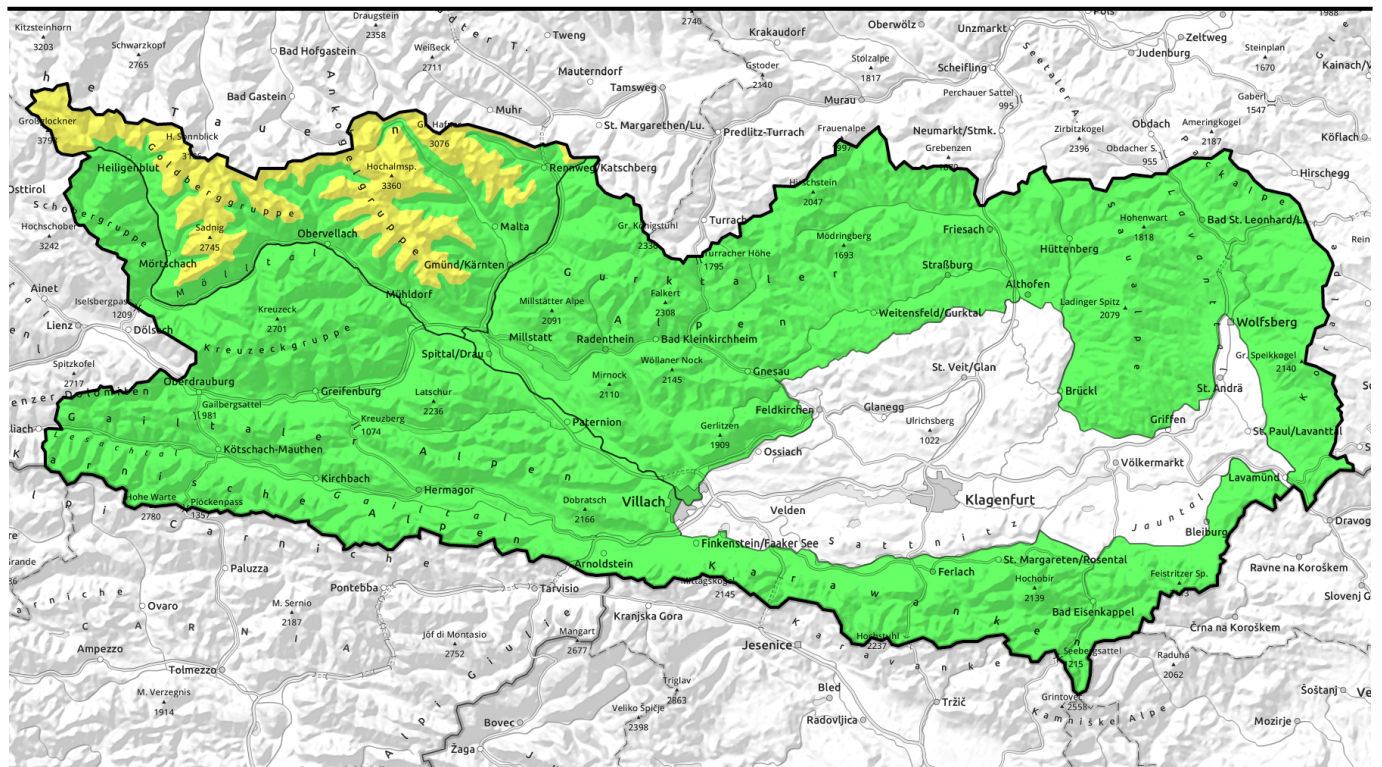 Kitzsteinhorn
3203
Schwarzkopf
2765
Bad Hofgastein
Draugstein
2358
Weißeck
2711
Tweng
2740
Krakaudorf
Oberwölz
Unzmarkt
Pöls
Zeltweg
1988
Judenburg
Steinplan
1670
Kainach/V
Mauterndorf
Gstoder
2140
Stolzalpe
1817
Scheifling
Bad Gastein
Tamsweg
Murau
Perchauer Sattel
995
Gaberl
1547
Muhr
St. Margarethen/Lu.
Predlitz-Turrach
Frauenalpe
1997
Neumarkt/Stmk.
Zirbitzkogel
2396
Obdach
Ameringkogel
2187
Köflach
Großglockner
H. Sonnblick
3076
Grebenzen
Obdacher S.
955
Heiligenblut
Goldberggruppe
Hochalmsp.
3360
Rennweg/Katschberg
Hirschegg
Osttirol
Schobergruppe
Hochschober
3242
Sadnig
2745
Obervellach
Malta
Gr. Königstuhl
Turrach
Hirschstein
2047
Mödringberg
1693
Friesach
Hüttenberg
Hohenwart
1818
Bad St. Leonhard/L.
Mörtschach
Mölltal
Gmünd/Kärnten
Turracher Höhe
1795
Straßburg
Ainet
Iselsbergpass
1209
Mühldorf
Gurktaler
Alpen
Althofen
Lienz
Dölsach
Kreuzeck
2701
Kreuzeckgruppe
Millstätter Alpe
2091
Falkert
2308
Weitensfeld/Gurktal
Ladinger Spitz
2079
Saualpe
Lavanttal
Wolfsberg
Spittal/Drau
Millstatt
Radenthein
Bad Kleinkirchheim
Spitzkofel
2717
Wöllaner Nock
2145
Gnesau
St. Veit/Glan
Gr. Speikkogel
2140
Oberdrauburg
Greifenburg
Latschur
2236
Mirnock
2110
Brückl
St. Andrä
Gailbergsattel
981
Kreuzberg
1074
Paternion
Gerlitzen
1909
Feldkirchen
Glanegg
Ulrichsberg
1022
Griffen
St. Paul/Lavanttal
Lesachtal
Gailtaler
Alpen
Kötschach-Mauthen
Ossiach
Völkermarkt
Kirchbach
Hermagor
Dobratsch
2166
Villach
Klagenfurt
Lavamünd
Hohe Warte
2780
Plöckenpass
1357
Karnische
Gailtal
Alpen
Velden
Sattnitz
Jauntal
Bleiburg
Dravog
Finkenstein/Faaker See
Arnoldstein
Karawanken
Ferlach
St. Margareten/Rosental
Hochobir
2139
Feistritzer Sp.
Ravne na Koroškem
Paluzza
Carniche
Pontebba
Tarvisio
Mittagskogel
2145
Bad Eisenkappel
Slovenj G
Ovaro
M. Sernio
2187
Kranjska Gora
Črna na Koroškem
Jôf di Montasio
2752
Mangart
2677
Jesenice
Hochstuhl
2237
Seebergsattel
1215
Raduha
2062
Ampezzo
Tolmezzo
Triglav
2863
Bled
Tržič
Grintovec
2558
Kamniške Alpe
Šoštanj
Ve
M. Verzegnis
1914
Bovec
Veliko Špičje
2398
Radovljica
Mozirje
Žaga
Alpi Giulie